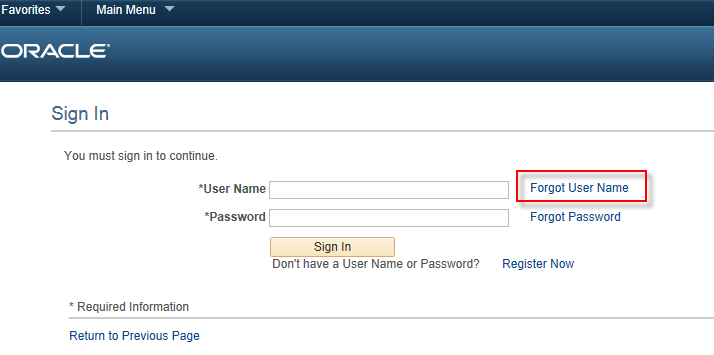 Favorites Main Menu
ORACLE
Sign In
You must sign in to continue.
*User Name Forgot User Name
*Password Forgot Password
Sign In
Don't have a User Name or Password? Register Now
* Required Information
Return to Previous Page